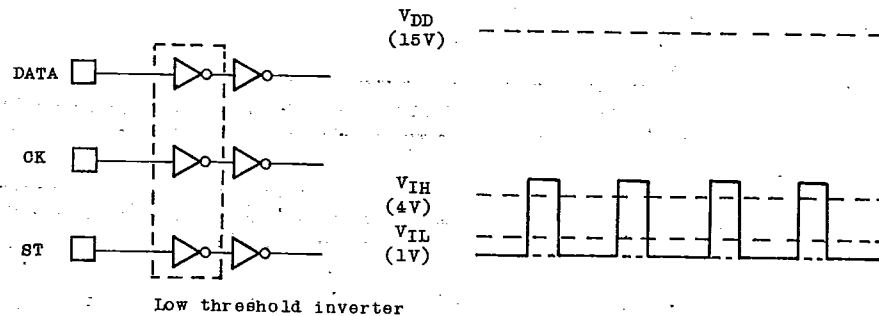 DATA
CK
ST
Low threshold inverter
VDD
(15V)
VIH
(4V)
VIL
(1V)